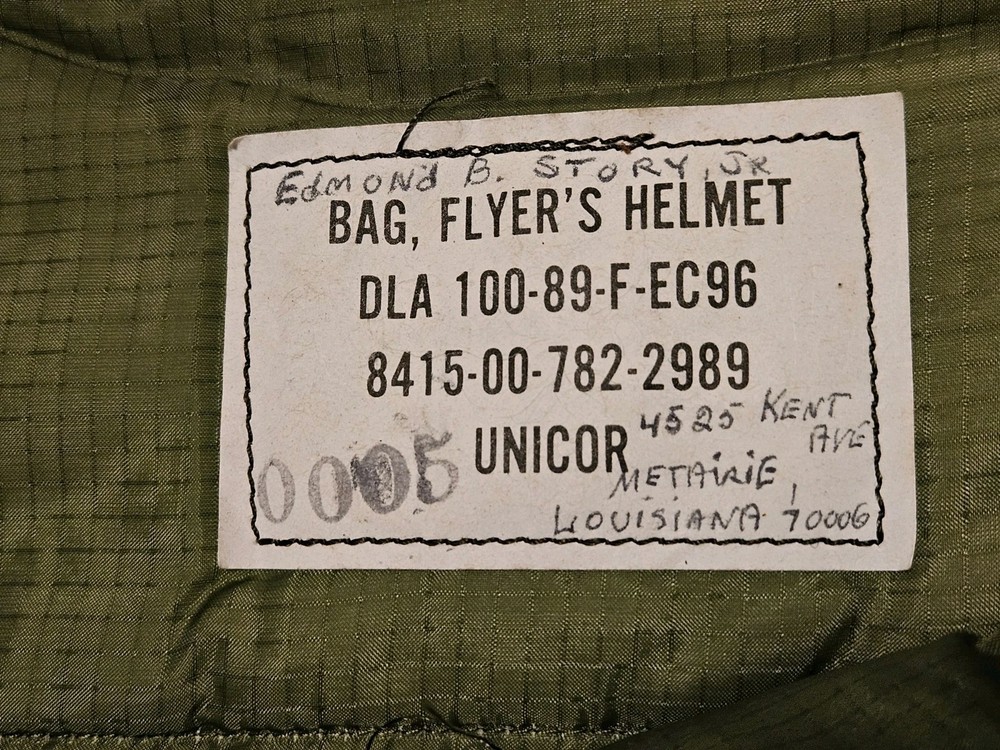 EdMONd B. STORY, JR
BAG, FLYER'S HELMET
DLA 100-89-F-EC96
8415-00-782-2989
UNICOR
4525 KENT
AVE
METAIRIE,
LOUISIANA 70006
0005